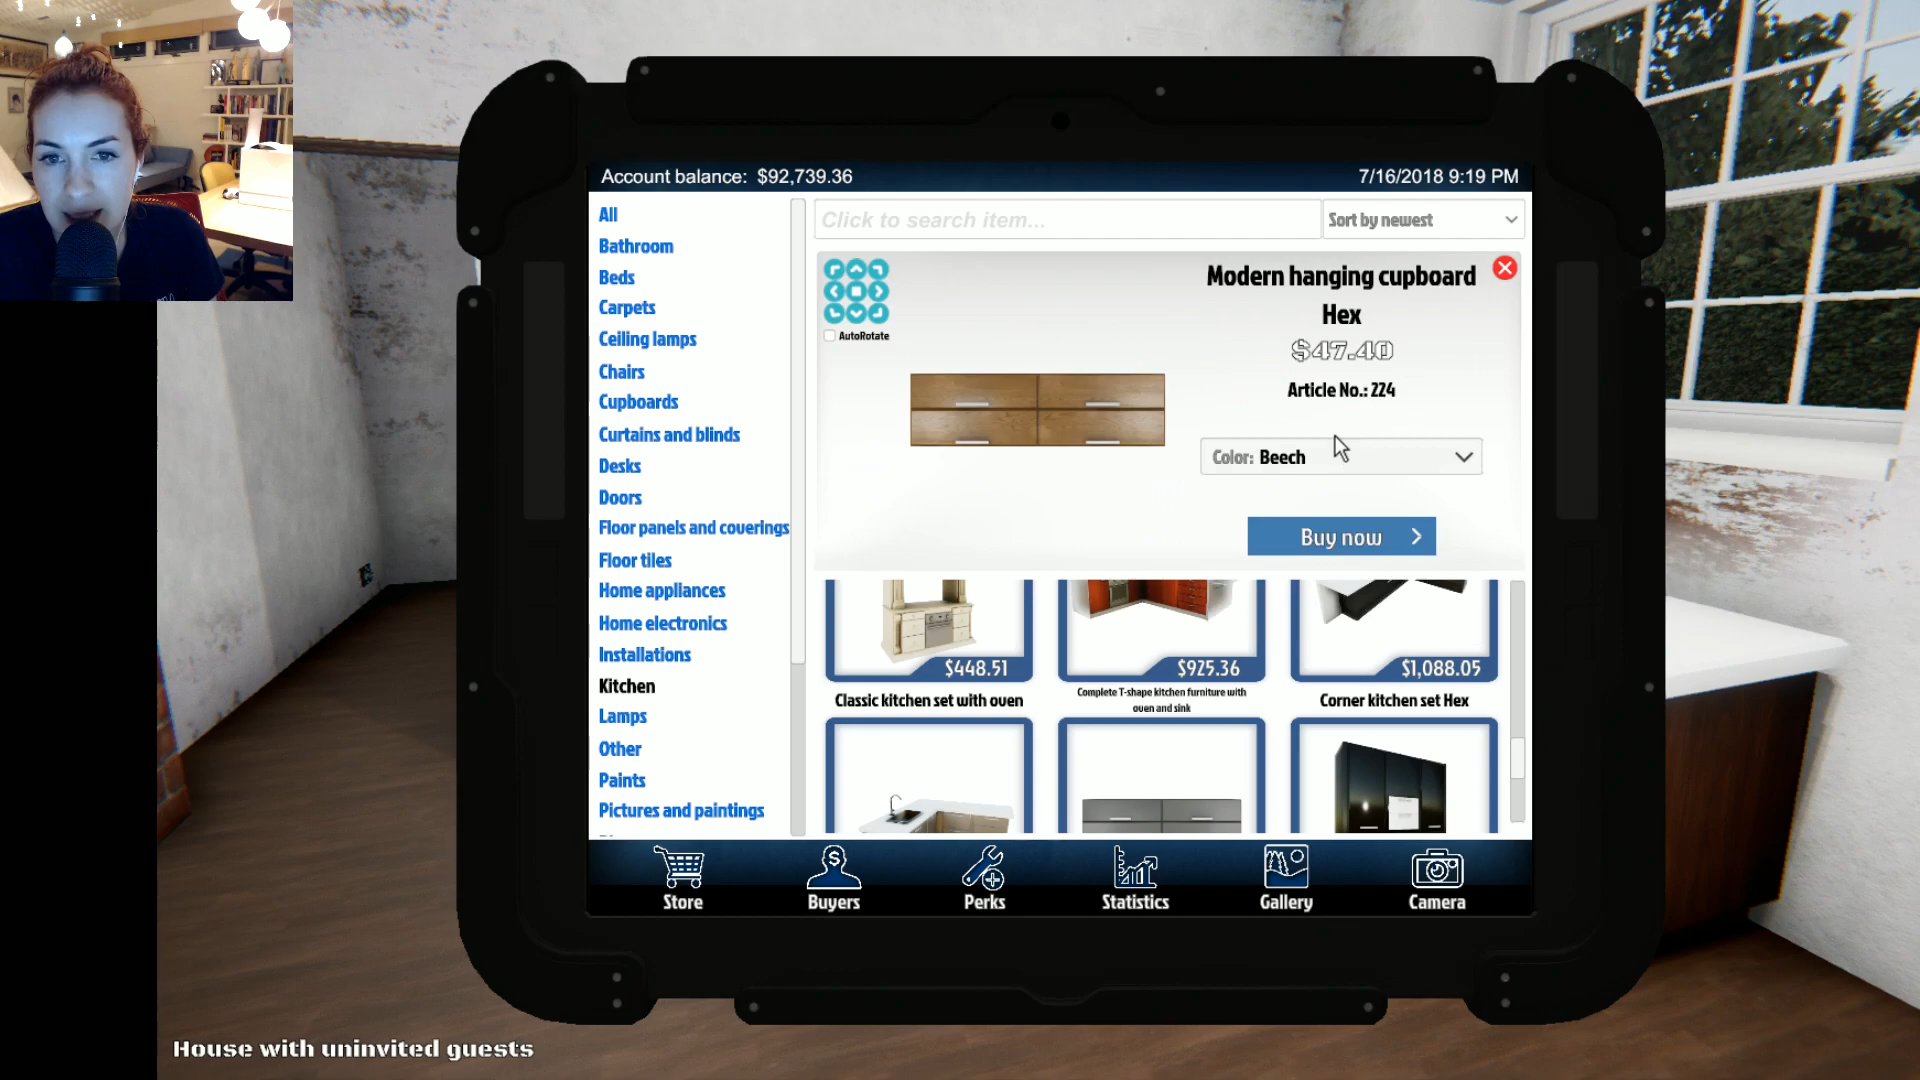 Account balance: $92,739.36
7/16/2018 9:19 PM
All
Bathroom
Beds
Carpets
Ceiling lamps
Chairs
Cupboards
Curtains and blinds
Desks
Doors
Floor panels and coverings
Floor tiles
Home appliances
Home electronics
Installations
Kitchen
Lamps
Other
Paints
Pictures and paintings
Click to search item...
Sort by newest
AutoRotate
Modern hanging cupboard
Hex
$47.40
Article No.: 224
Color: Beech
Buy now
$448.51
$925.36
$1,088.05
Classic kitchen set with oven
Complete T-shape kitchen furniture with
oven and sink
Corner kitchen set Hex
Store
Buyers
Perks
Statistics
Gallery
Camera
House with uninvited guests